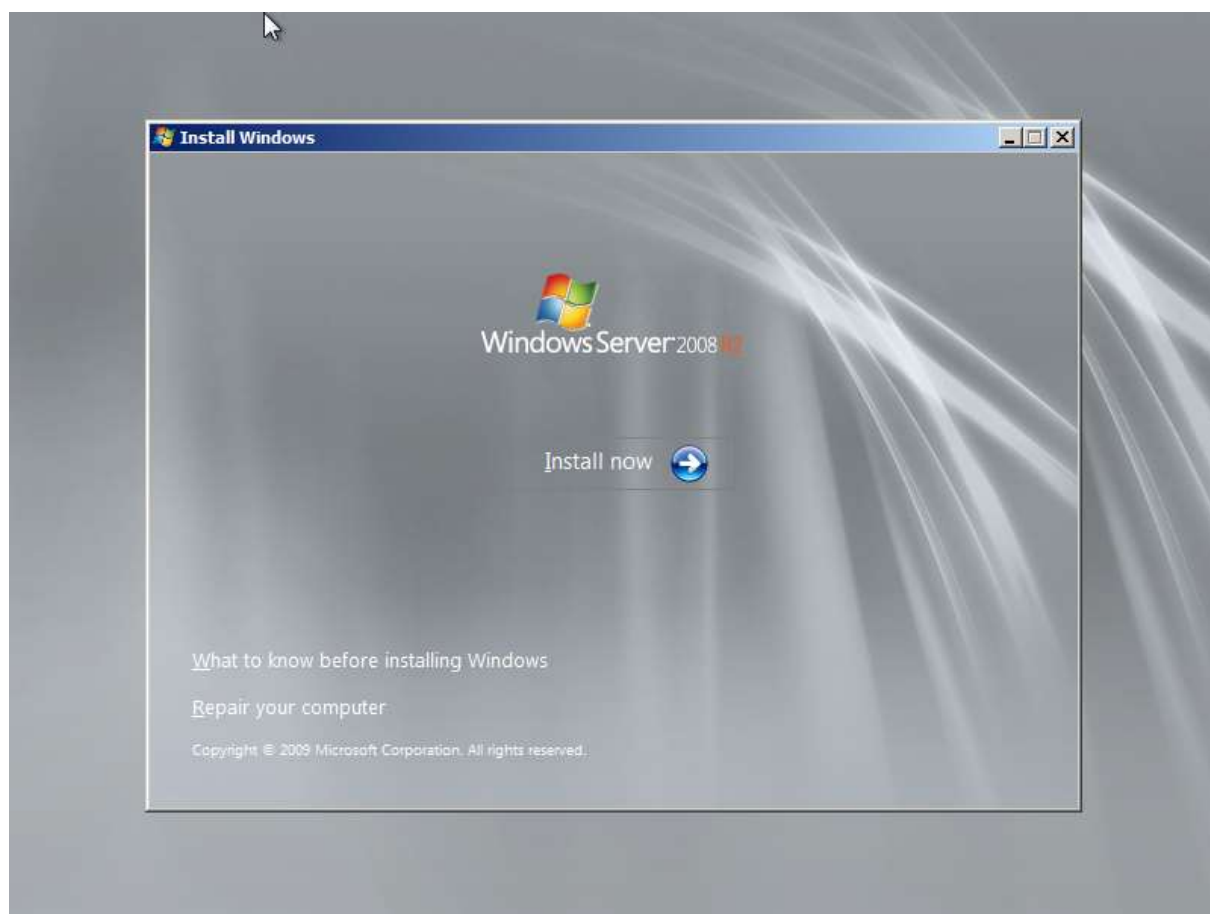 Install Windows
Windows Server 2008 R2
Install now
What to know before installing Windows
Repair your computer
Copyright © 2009 Microsoft Corporation. All rights reserved.